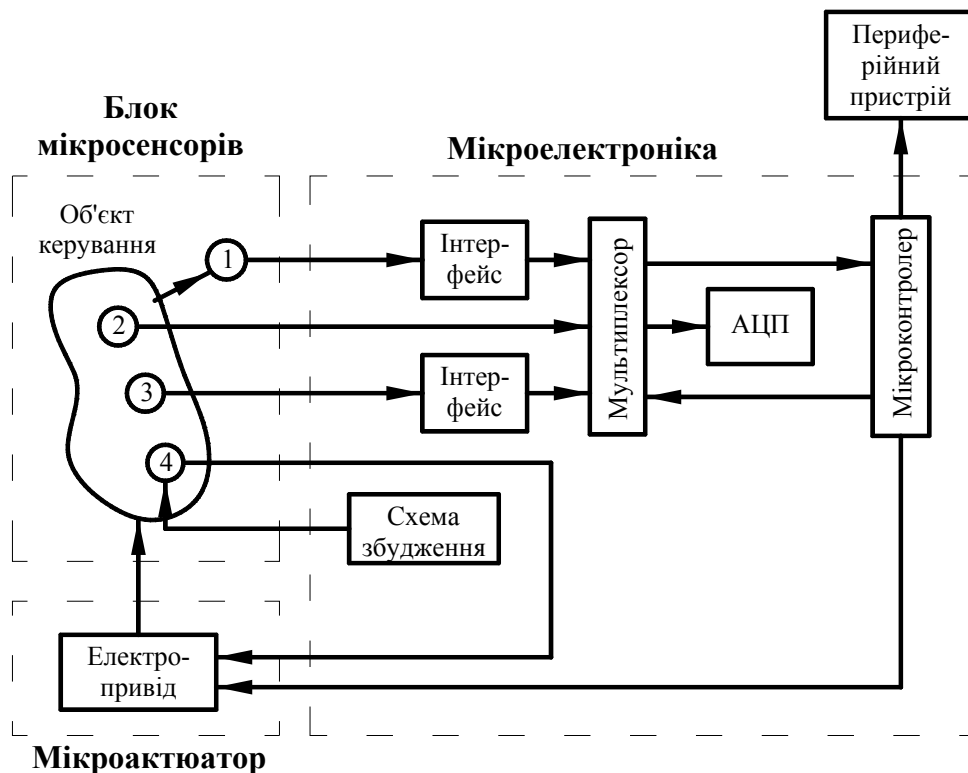 Перифе-
рійний
пристрій
Блок
мікросенсорів
Мікроелектроніка
Об'єкт
керування
1
2
3
4
Інтер-
фейс
Інтер-
фейс
Мультиплексор
АЦП
Мікроконтролер
Схема
збудження
Електро-
привід
Мікроактюатор